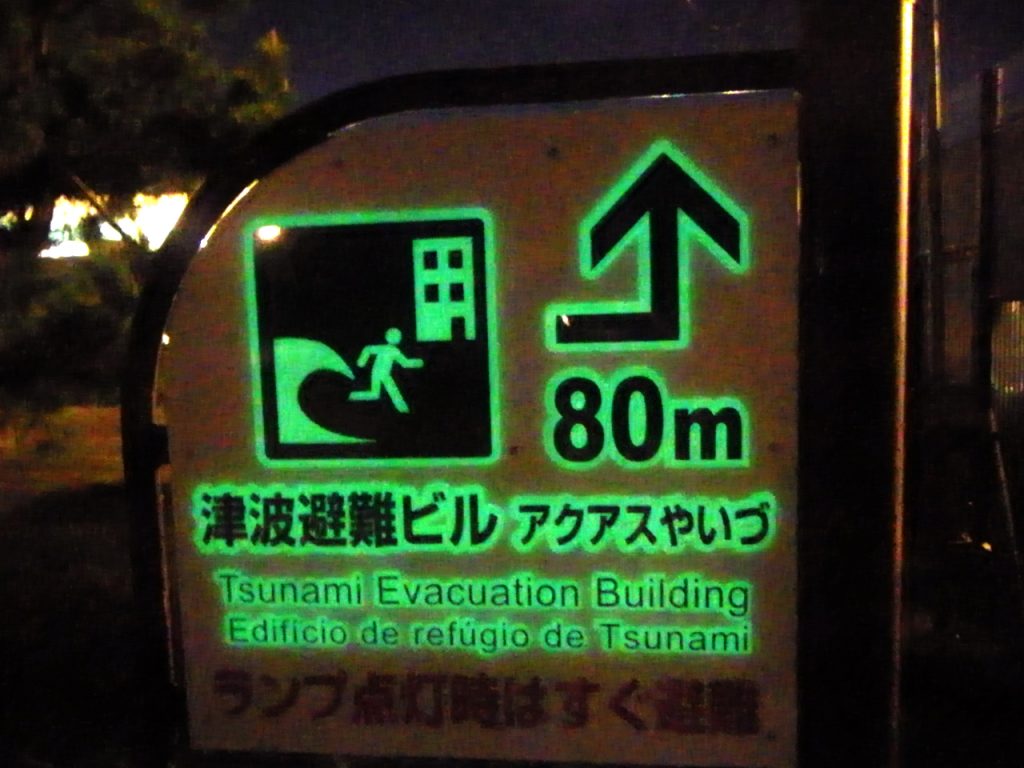 80m
津波避難ビル アクアスやいづ
Tsunami Evacuation Building
Edifício de refúgio de Tsunami
ランプ点灯時はすぐ避難